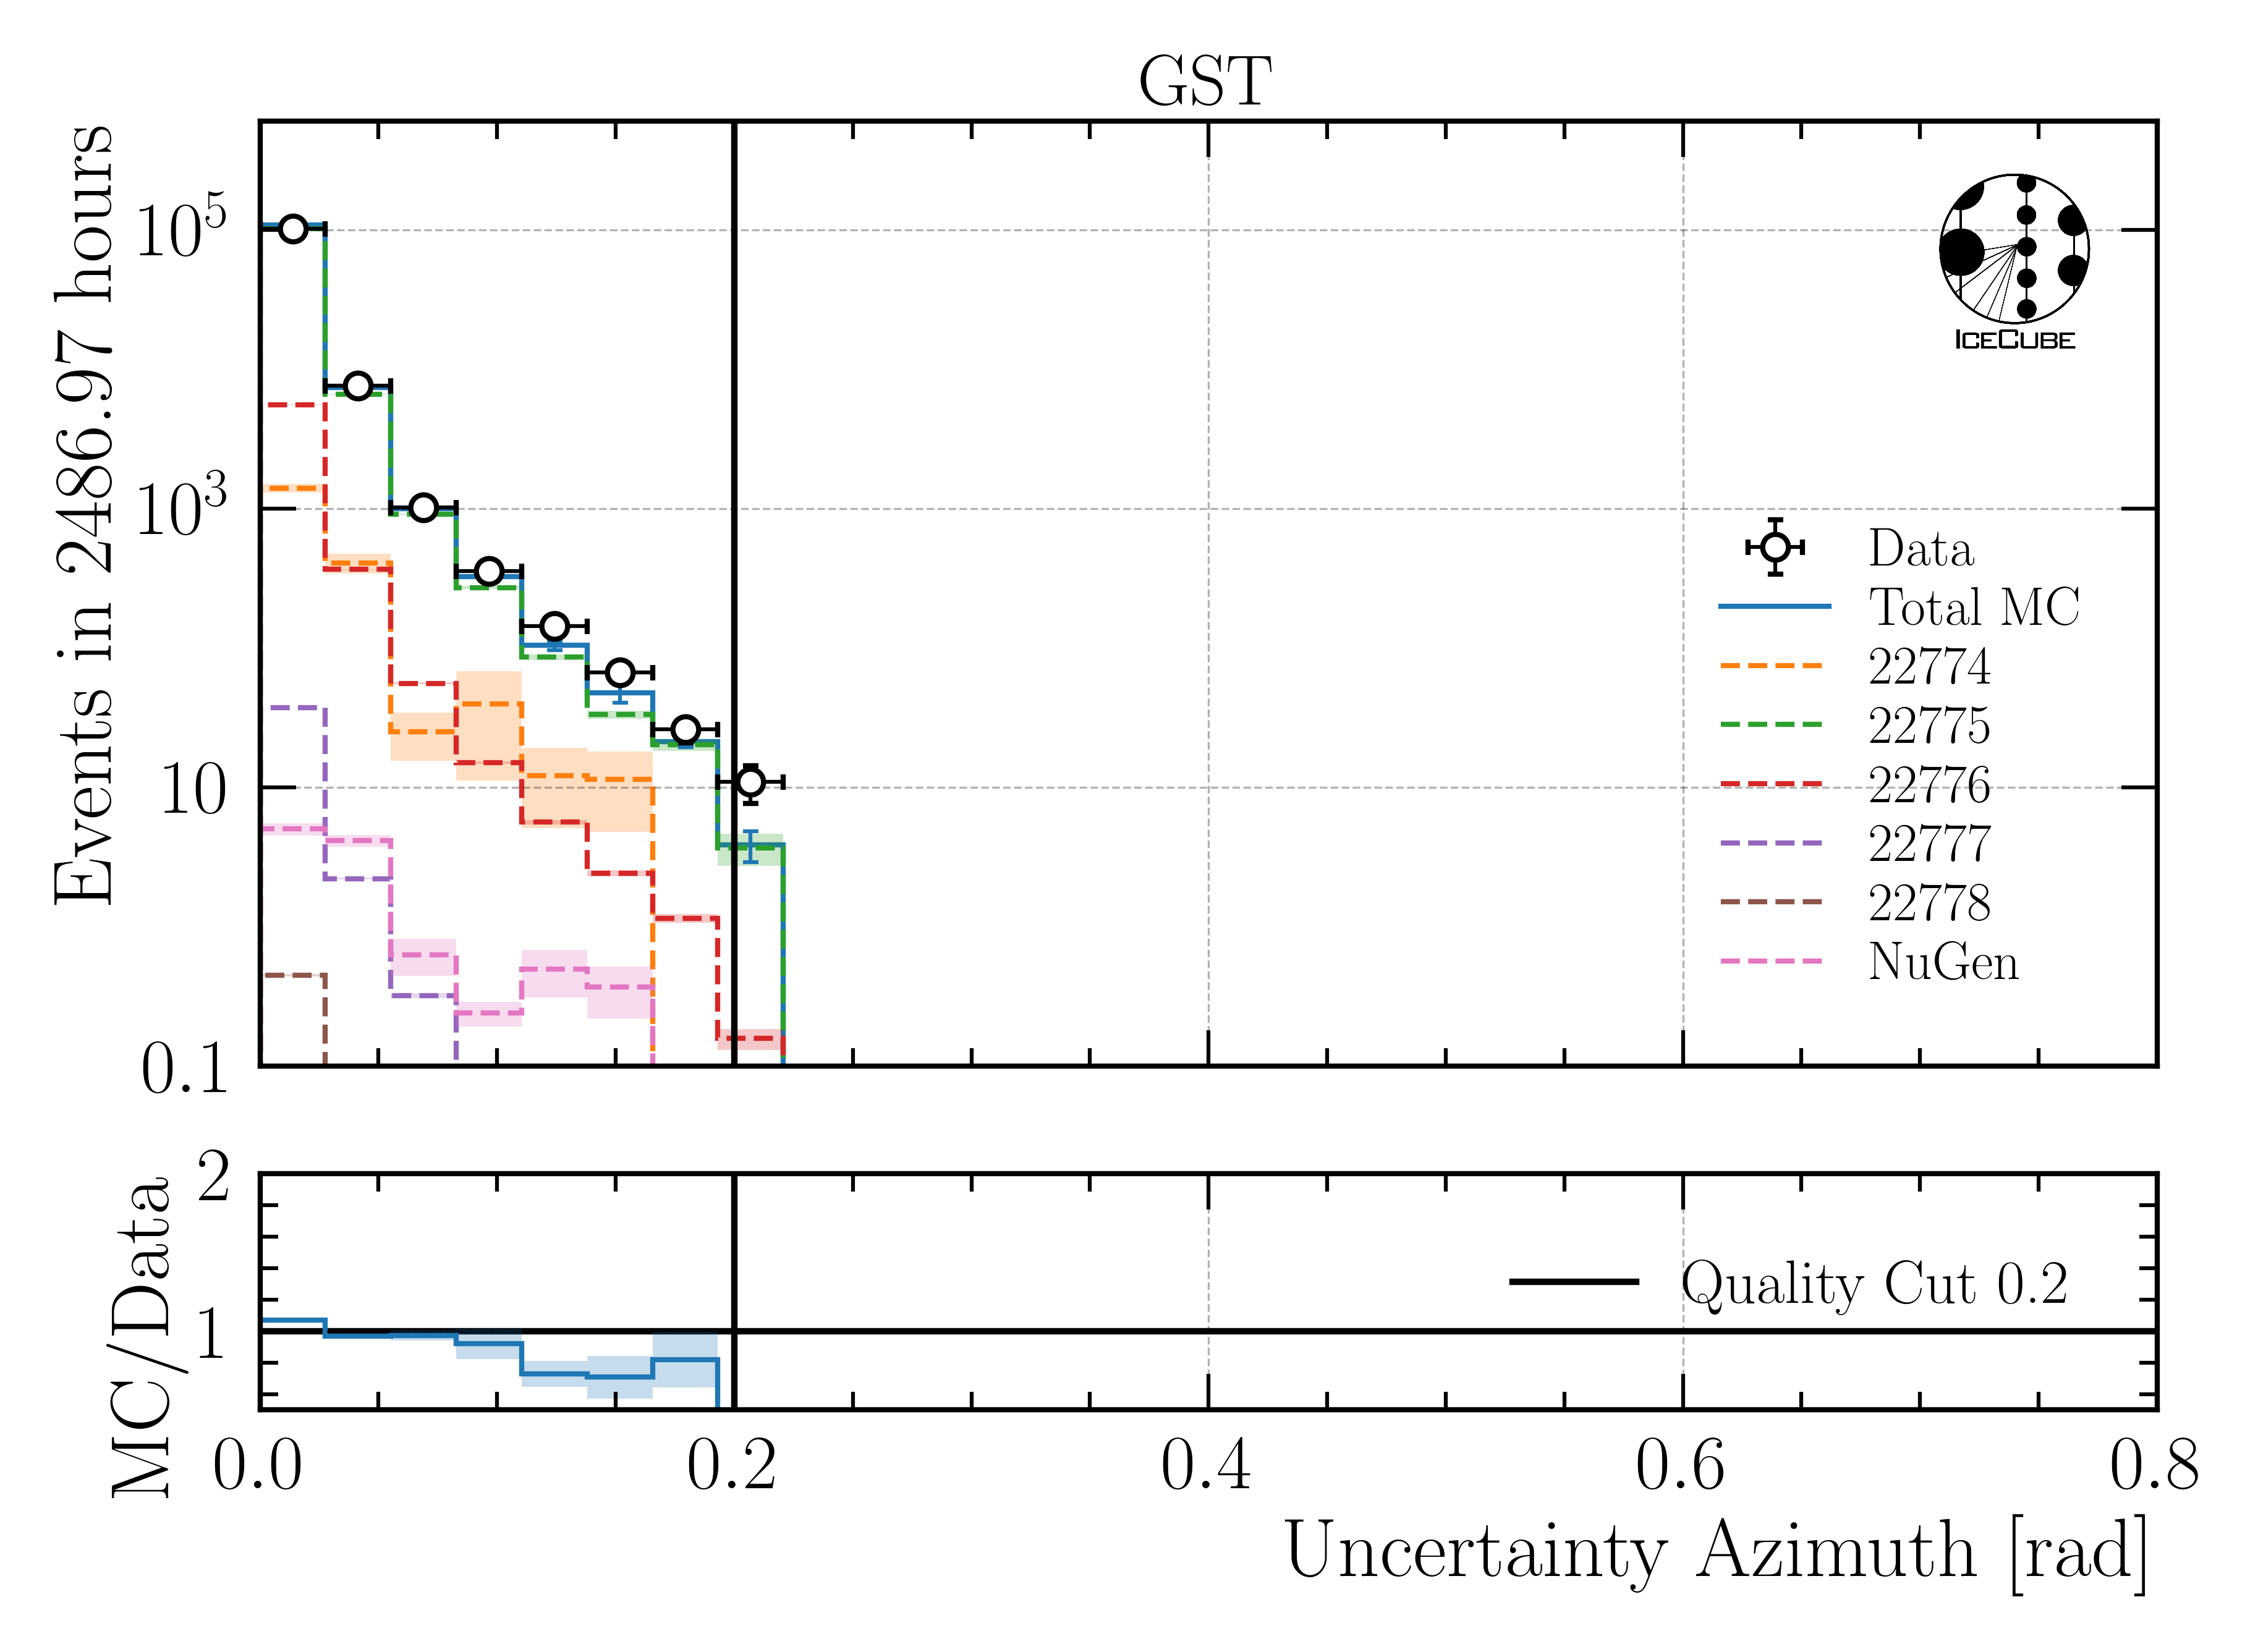 GST
Events in 2486.97 hours
10^5
10^3
10
0.1
ICECUBE
Data
Total MC
22774
22775
22776
22777
22778
NuGen
MC/Data
2
1
Quality Cut 0.2
0.0 0.2 0.4 0.6 0.8
Uncertainty Azimuth [rad]